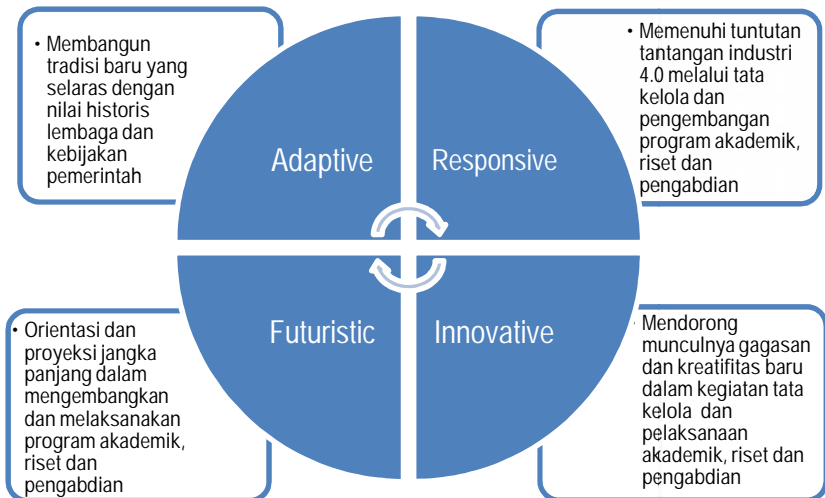 • Membangun
tradisi baru yang
selaras dengan
nilai historis
lembaga dan
kebijakan
pemerintah
Adaptive
Responsive
• Memenuhi tuntutan
tantangan industri
4.0 melalui tata
kelola dan
pengembangan
program akademik,
riset dan
pengabdian
• Orientasi dan
proyeksi jangka
panjang dalam
mengembangkan
dan melaksanakan
program akademik,
riset dan
pengabdian
Futuristic
Innovative
• Mendorong
munculnya gagasan
dan kreatifitas baru
dalam kegiatan tata
kelola dan
pelaksanaan
akademik, riset dan
pengabdian